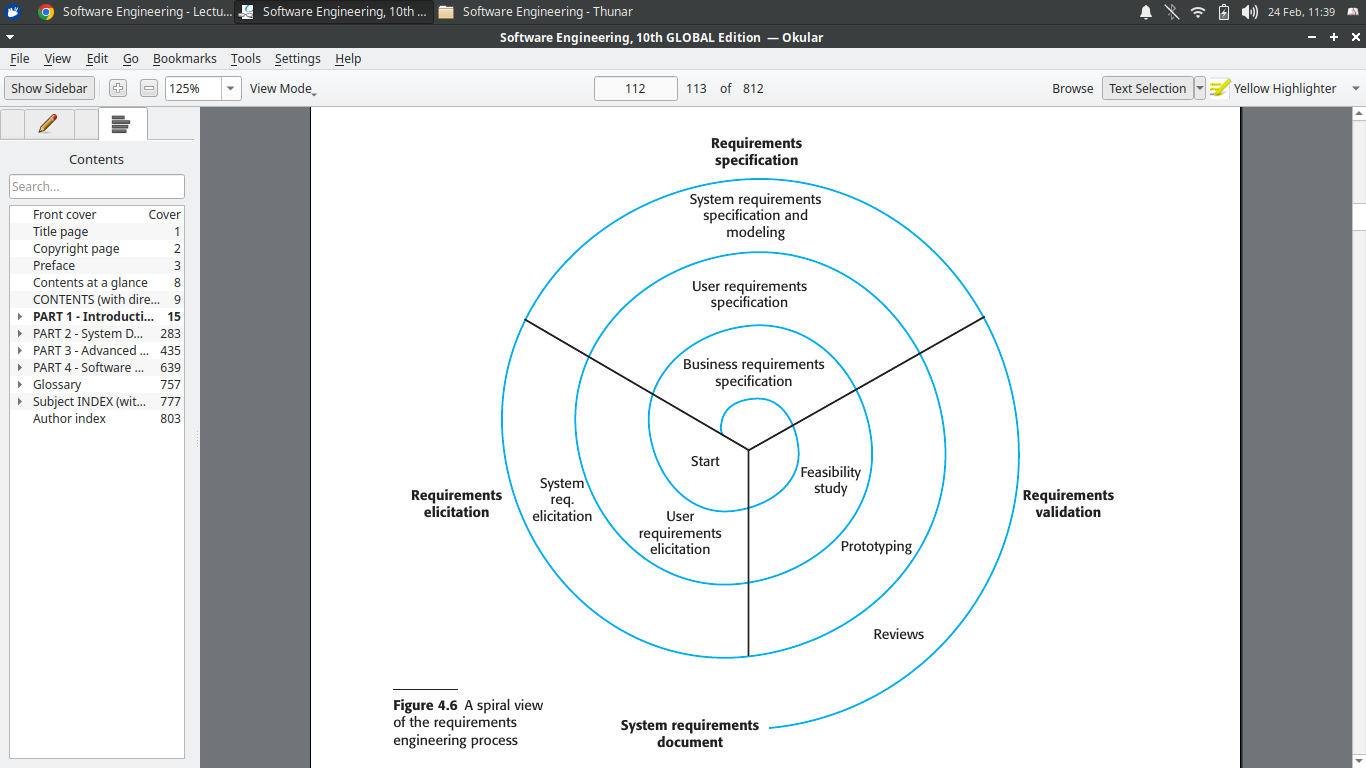 Software Engineering - Lectu...
Software Engineering, 10th ...
Software Engineering - Thunar
24 Feb, 11:39
Software Engineering, 10th GLOBAL Edition — Okular
File View Edit Go Bookmarks Tools Settings Help
Show Sidebar
125%
View Mode
112
113 of 812
Browse
Text Selection
Yellow Highlighter
Contents
Search...
Front cover Cover
Title page 1
Copyright page 2
Preface 3
Contents at a glance 8
CONTENTS (with dire... 9
PART 1 - Introducti... 15
PART 2 - System D... 283
PART 3 - Advanced ... 435
PART 4 - Software ... 639
Glossary 757
Subject INDEX (wit... 777
Author index 803
Requirements
specification
System requirements
specification and
modeling
User requirements
specification
Business requirements
specification
Start
Feasibility
study
System
req.
elicitation
Requirements
elicitation
Requirements
validation
User
requirements
elicitation
Prototyping
Reviews
Figure 4.6 A spiral view
of the requirements
engineering process
System requirements
document